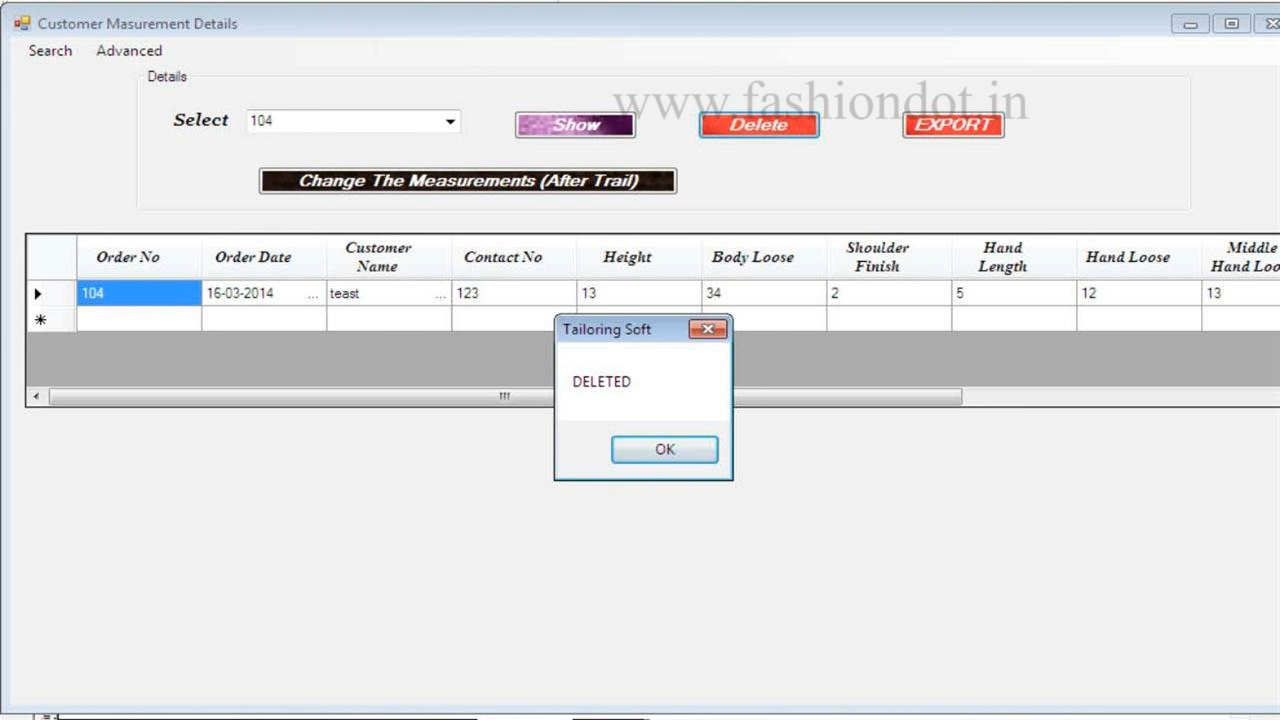 Customer Masurement Details
Search Advanced
www.fashiondot.in
Details
Select 104 Show Delete EXPORT
Change The Measurements (After Trail)
Order No Order Date Customer Name Contact No Height Body Loose Shoulder Finish Hand Length Hand Loose Middle Hand Loo
104 16-03-2014 ... teast ... 123 13 34 2 5 12 13
Tailoring Soft
DELETED
OK